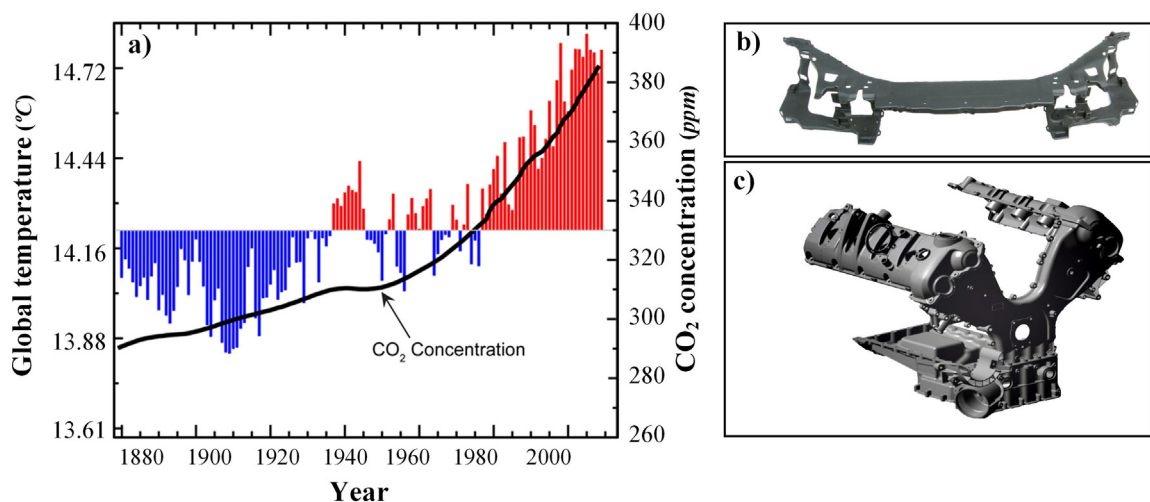 a)
Global temperature (ºC)
14.72
14.44
14.16
13.88
13.61
1880 1900 1920 1940 1960 1980 2000
Year
CO₂ Concentration
400
380
360
340
320
300
280
260
CO₂ concentration (ppm)
b)
c)